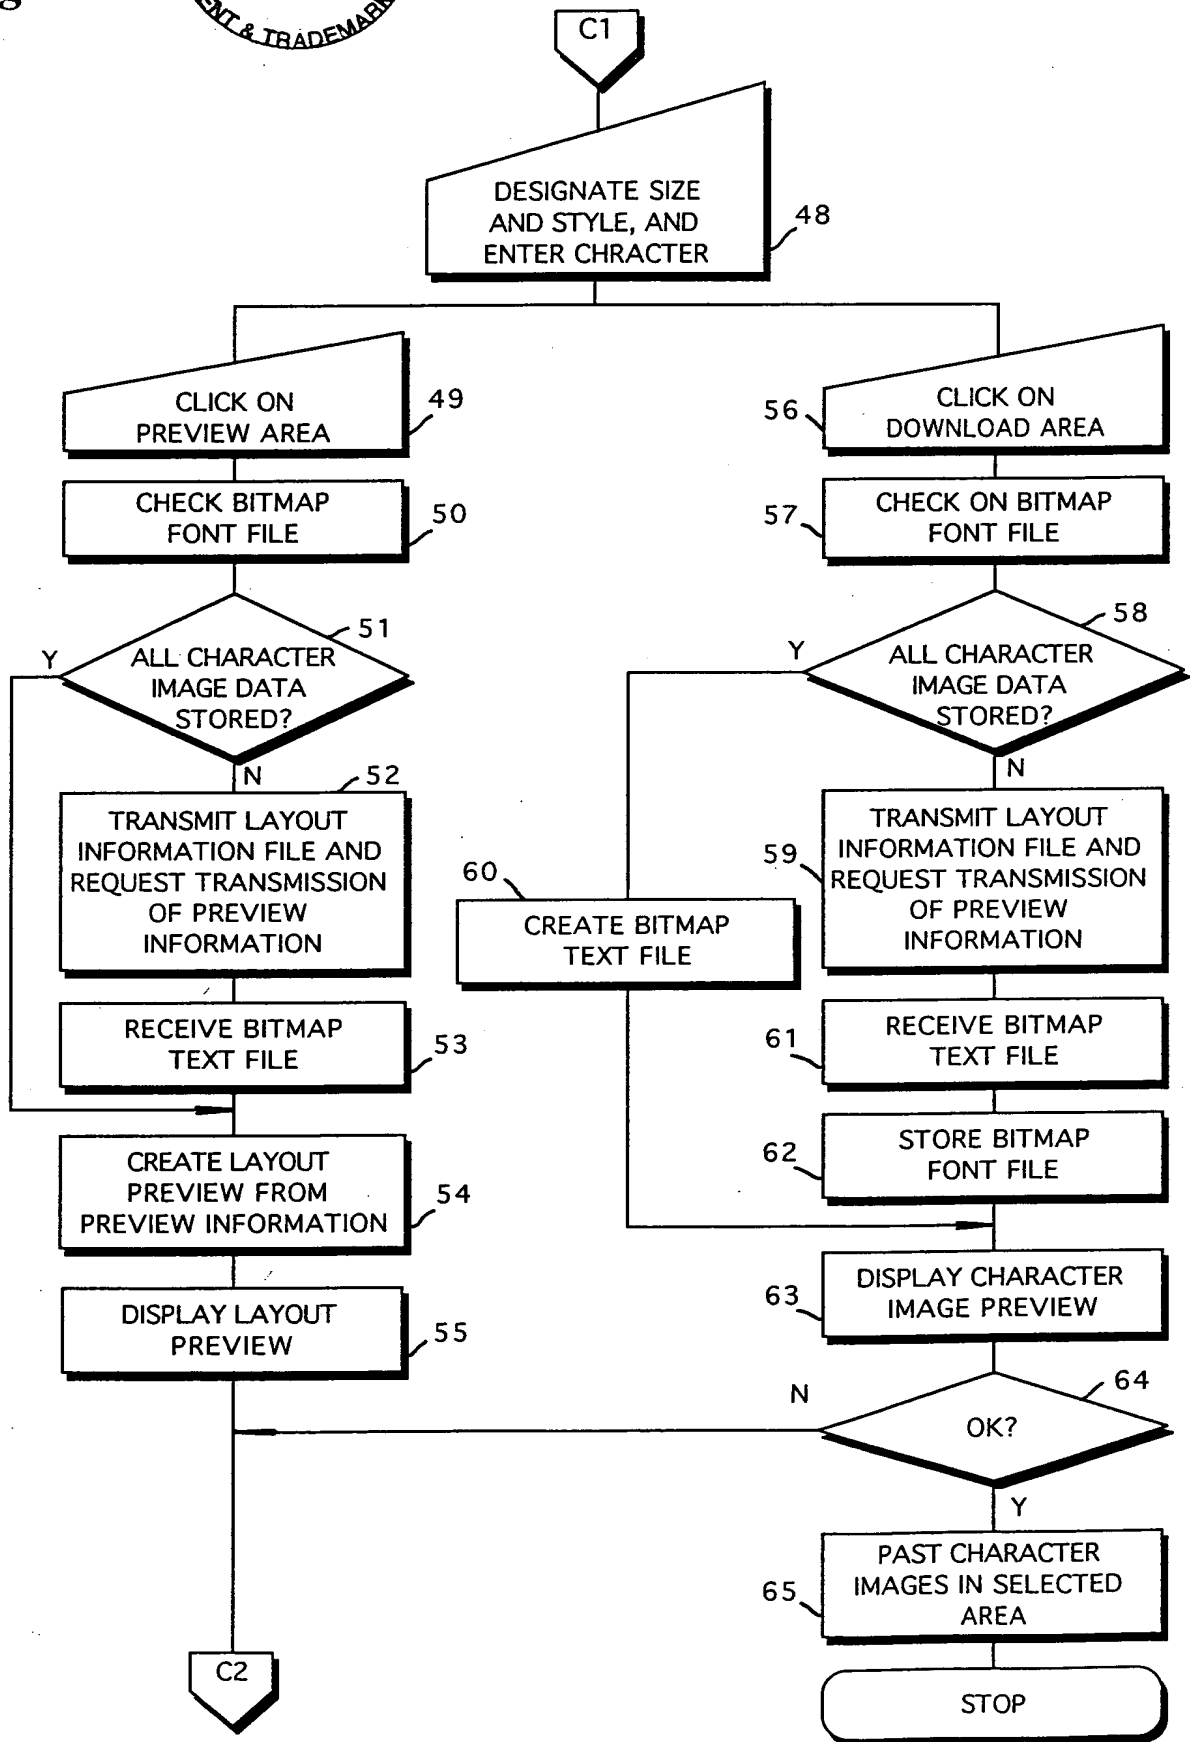 g
ENT & TRADEMARK
C1
DESIGNATE SIZE
AND STYLE, AND
ENTER CHRACTER
48
CLICK ON
PREVIEW AREA
49
CHECK BITMAP
FONT FILE
50
51
Y
ALL CHARACTER
IMAGE DATA
STORED?
N
52
TRANSMIT LAYOUT
INFORMATION FILE AND
REQUEST TRANSMISSION
OF PREVIEW
INFORMATION
RECEIVE BITMAP
TEXT FILE
53
CREATE LAYOUT
PREVIEW FROM
PREVIEW INFORMATION
54
DISPLAY LAYOUT
PREVIEW
55
C2
56
CLICK ON
DOWNLOAD AREA
57
CHECK ON BITMAP
FONT FILE
58
Y
ALL CHARACTER
IMAGE DATA
STORED?
N
59
TRANSMIT LAYOUT
INFORMATION FILE AND
REQUEST TRANSMISSION
OF PREVIEW
INFORMATION
60
CREATE BITMAP
TEXT FILE
61
RECEIVE BITMAP
TEXT FILE
62
STORE BITMAP
FONT FILE
63
DISPLAY CHARACTER
IMAGE PREVIEW
64
N
OK?
Y
65
PAST CHARACTER
IMAGES IN SELECTED
AREA
STOP